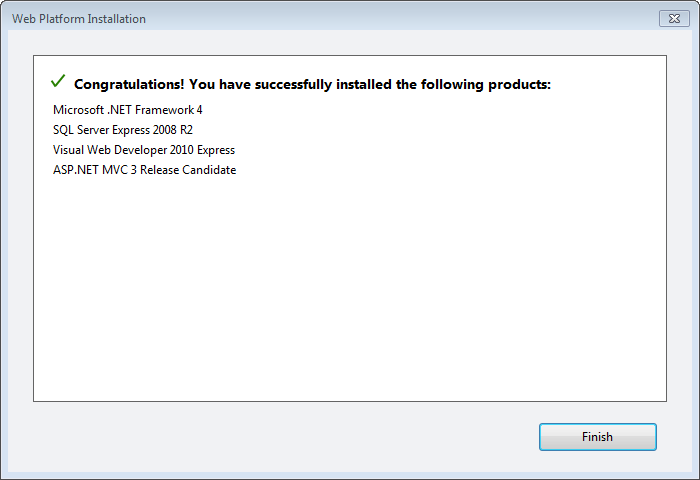 Web Platform Installation
Congratulations! You have successfully installed the following products:
Microsoft .NET Framework 4
SQL Server Express 2008 R2
Visual Web Developer 2010 Express
ASP.NET MVC 3 Release Candidate
Finish